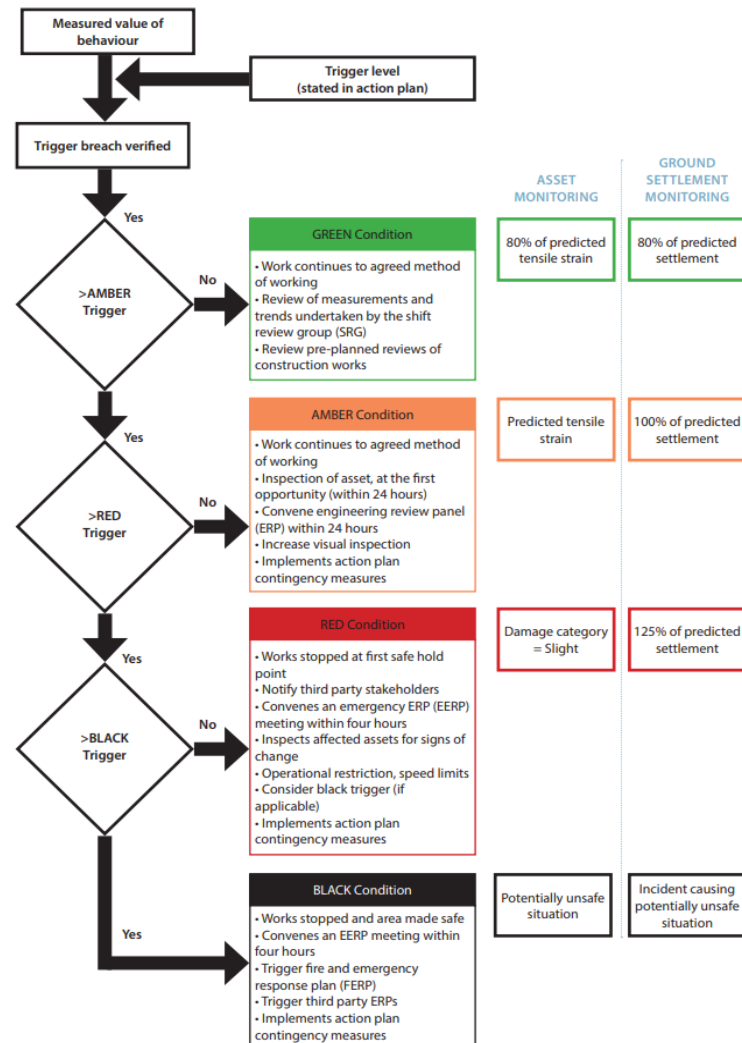 Measured value of
behaviour
Trigger level
(stated in action plan)
Trigger breach verified
ASSET
MONITORING
GROUND
SETTLEMENT
MONITORING
Yes
>AMBER
Trigger
No
GREEN Condition
• Work continues to agreed method
of working
• Review of measurements and
trends undertaken by the shift
review group (SRG)
• Review pre-planned reviews of
construction works
80% of predicted
tensile strain
80% of predicted
settlement
Yes
>RED
Trigger
No
AMBER Condition
• Work continues to agreed method
of working
• Inspection of asset, at the first
opportunity (within 24 hours)
• Convene engineering review panel
(ERP) within 24 hours
• Increase visual inspection
• Implements action plan
contingency measures
Predicted tensile
strain
100% of predicted
settlement
Yes
>BLACK
Trigger
No
RED Condition
• Works stopped at first safe hold
point
• Notify third party stakeholders
• Convenes an emergency ERP (EERP)
meeting within four hours
• Inspects affected assets for signs of
change
• Operational restriction, speed limits
• Consider black trigger (if
applicable)
• Implements action plan
contingency measures
Damage category
= Slight
125% of predicted
settlement
Yes
BLACK Condition
• Works stopped and area made safe
• Convenes an EERP meeting within
four hours
• Trigger fire and emergency
response plan (FERP)
• Trigger third party ERPs
• Implements action plan
contingency measures
Potentially unsafe
situation
Incident causing
potentially unsafe
situation